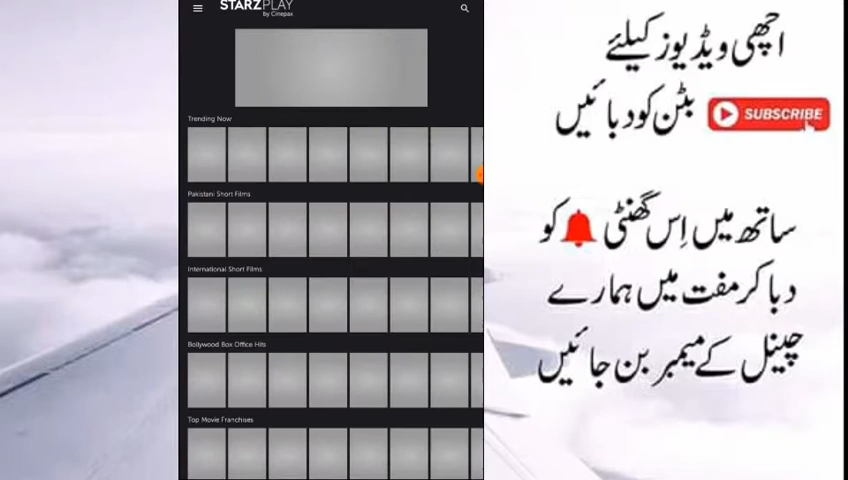 STARZPLAY
by Cinepax
Trending Now
Pakistani Short Films
International Short Films
Bollywood Box Office Hits
Top Movie Franchises
اچھی ویڈیوز کیلئے
بٹن کو دبائیں SUBSCRIBE
ساتھ میں اِس گھنٹی کو
دبا کر مفت میں ہمارے
چینل کے میمبر بن جائیں